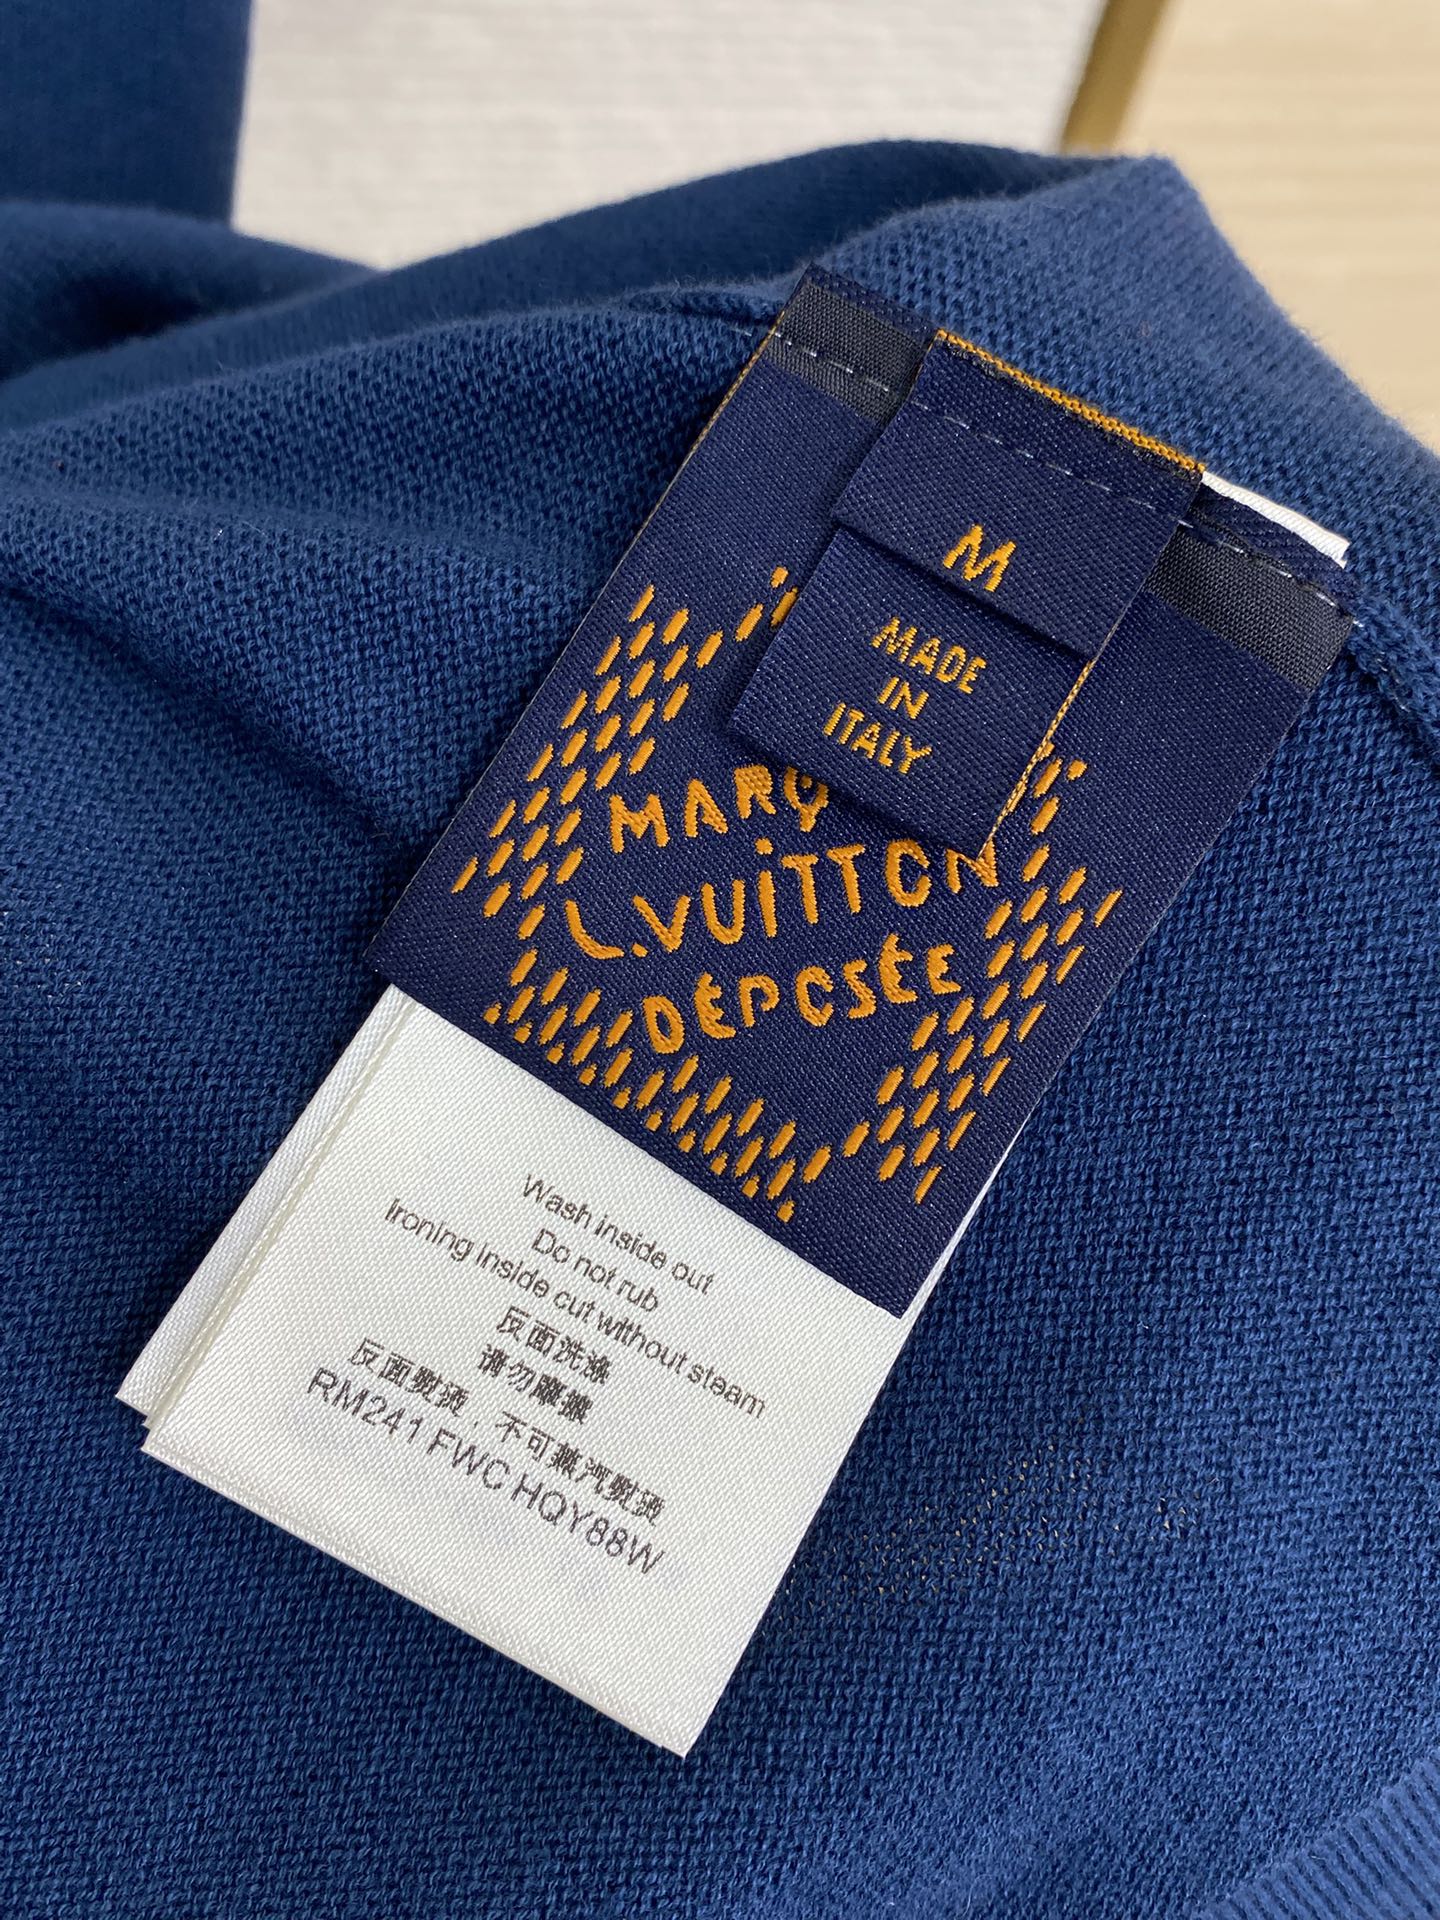 M
MADE
IN
ITALY
MARQ
L.VUITTON
DÉPOSÉE
Wash inside out
Do not rub
Ironing inside cut without steam
反面洗涤
请勿摩擦
反面熨烫，不可蒸汽熨烫
RM241 FWC HQY88W